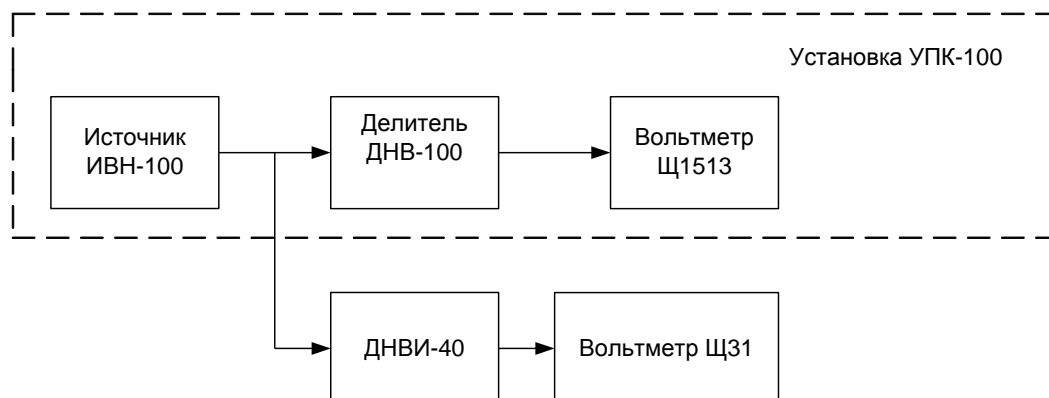 Установка УПК-100
Источник
ИВН-100
Делитель
ДНВ-100
Вольтметр
Щ1513
ДНВИ-40
Вольтметр Щ31